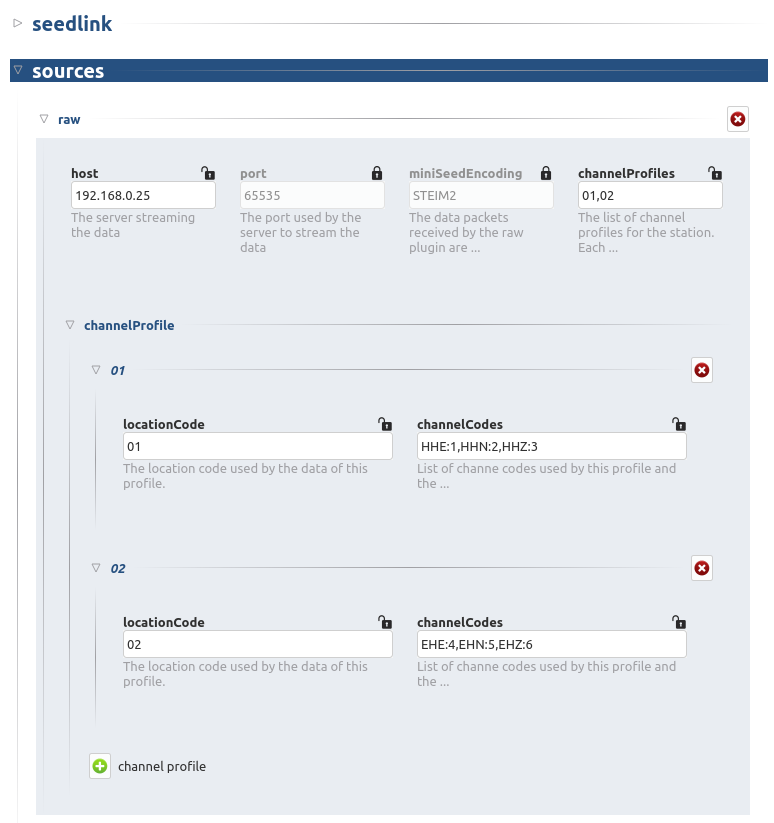 seedlink
sources
raw
host port miniSeedEncoding channelProfiles
192.168.0.25 65535 STEIM2 01,02
The server streaming The port used by the The data packets The list of channel
the data server to stream the received by the raw profiles for the station.
data plugin are ... Each ...
channelProfile
01
locationCode channelCodes
01 HHE:1,HHN:2,HHZ:3
The location code used by the data of this List of channe codes used by this profile and
profile. the ...
02
locationCode channelCodes
02 EHE:4,EHN:5,EHZ:6
The location code used by the data of this List of channe codes used by this profile and
profile. the ...
channel profile